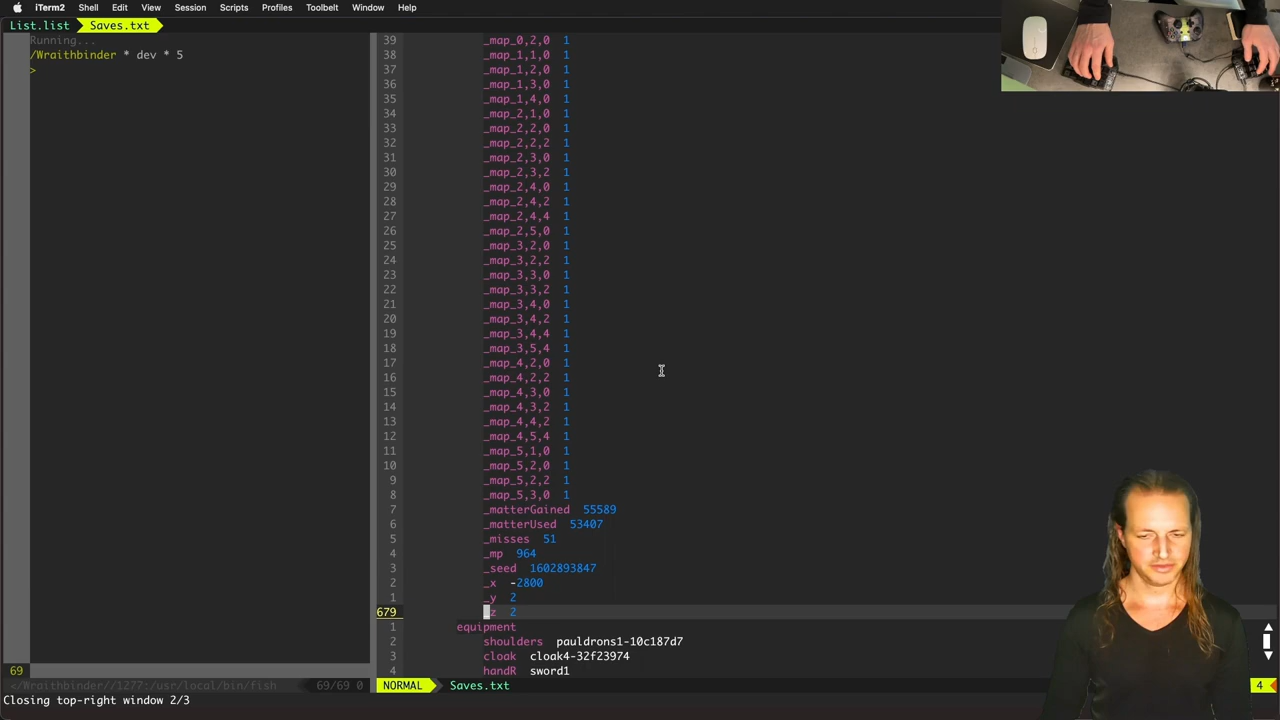 iTerm2 Shell Edit View Session Scripts Profiles Toolbelt Window Help
List.list Saves.txt
Running...
/Wraithbinder * dev * 5
>
39 _map_0,2,0 1
38 _map_1,1,0 1
37 _map_1,2,0 1
36 _map_1,3,0 1
35 _map_1,4,0 1
34 _map_2,1,0 1
33 _map_2,2,0 1
32 _map_2,2,2 1
31 _map_2,3,0 1
30 _map_2,3,2 1
29 _map_2,4,0 1
28 _map_2,4,2 1
27 _map_2,4,4 1
26 _map_2,5,0 1
25 _map_3,2,0 1
24 _map_3,2,2 1
23 _map_3,3,0 1
22 _map_3,3,2 1
21 _map_3,4,0 1
20 _map_3,4,2 1
19 _map_3,4,4 1
18 _map_3,5,4 1
17 _map_4,2,0 1
16 _map_4,2,2 1
15 _map_4,3,0 1
14 _map_4,3,2 1
13 _map_4,4,2 1
12 _map_4,5,4 1
11 _map_5,1,0 1
10 _map_5,2,0 1
9 _map_5,2,2 1
8 _map_5,3,0 1
7 _matterGained 55589
6 _matterUsed 53407
5 _misses 51
4 _mp 964
3 _seed 1602893847
2 _x -2800
1 _y 2
679 _z 2
1 equipment
2 shoulders pauldrons1-10c187d7
3 cloak cloak4-32f23974
4 handR sword1
69
</Wraithbinder//1277:/usr/local/bin/fish 69/69 0
NORMAL Saves.txt 4
Closing top-right window 2/3